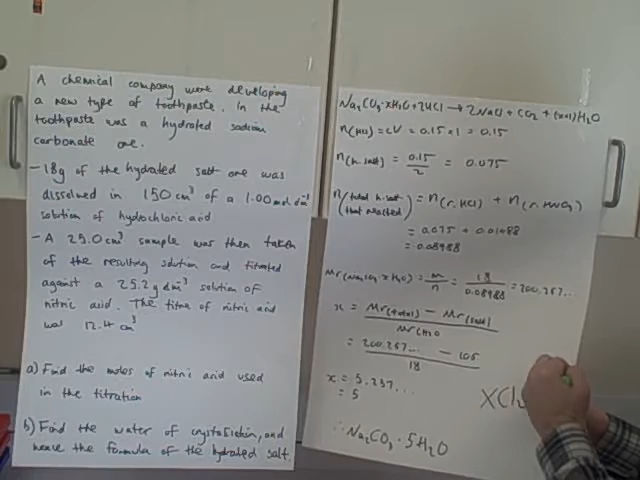 A chemical company were developing
a new type of toothpaste. In the
toothpaste was a hydrated sodium
carbonate one.
- 18g of the hydrated salt one was
dissolved in 150 cm³ of a 1.00 mol dm⁻³
solution of hydrochloric acid
- A 25.0 cm³ sample was then taken
of the resulting solution and titrated
against a 25.2 g dm⁻³ solution of
nitric acid. The titre of nitric acid
was 12.4 cm³
a) Find the moles of nitric acid used
in the titration
b) Find the water of crystallisation, and
hence the formula of the hydrated salt.
Na₂CO₃·xH₂O + 2HCl → 2NaCl + CO₂ + (x+1)H₂O
n(HCl) = cV = 0.15 × 1 = 0.15
n(h. salt) = 0.15/2 = 0.075
n(total h. salt that reacted) = n(r. HCl) + n(r. HNO₃)
= 0.075 + 0.01488
= 0.08988
Mr(Na₂CO₃·xH₂O) = m/n = 18/0.08988 = 200.267...
x = Mr(total) - Mr(salt) / Mr(H₂O
= 200.267... - 106 / 18
x = 5.237...
= 5
∴ Na₂CO₃·5H₂O
XCl₂